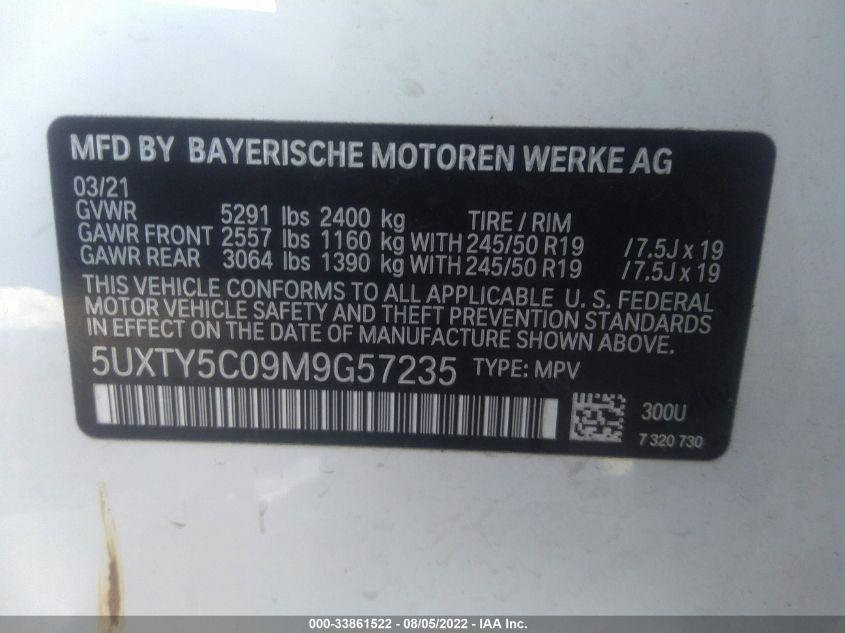 MFD BY BAYERISCHE MOTOREN WERKE AG
03/21
GVWR 5291 lbs 2400 kg TIRE / RIM
GAWR FRONT 2557 lbs 1160 kg WITH 245/50 R19 / 7.5J x 19
GAWR REAR 3064 lbs 1390 kg WITH 245/50 R19 / 7.5J x 19
THIS VEHICLE CONFORMS TO ALL APPLICABLE U. S. FEDERAL
MOTOR VEHICLE SAFETY AND THEFT PREVENTION STANDARDS
IN EFFECT ON THE DATE OF MANUFACTURE SHOWN ABOVE.
5UXTY5C09M9G57235 TYPE: MPV
300U
7 320 730
000-33861522 - 08/05/2022 - Copyright IAA, Inc.